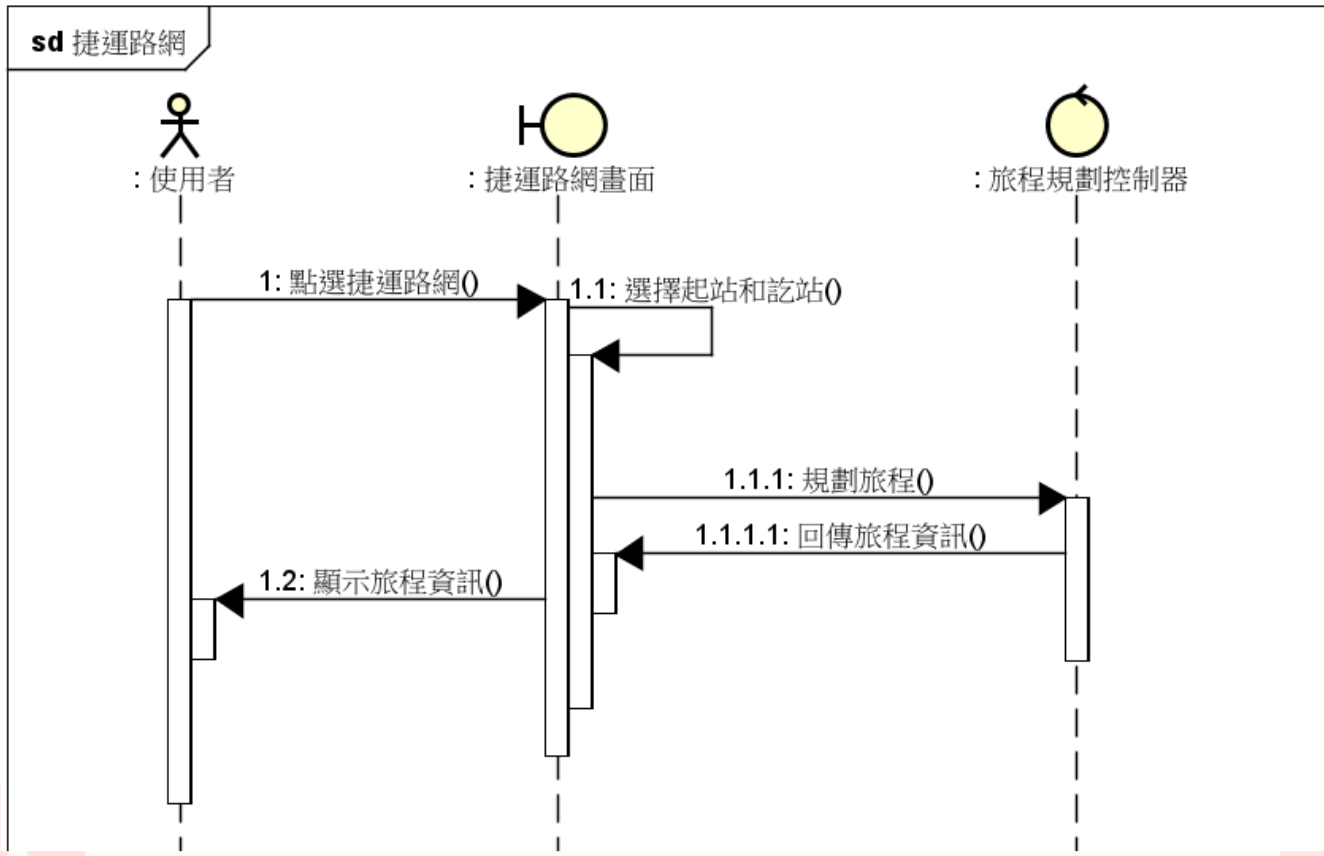 sd 捷運路網
: 使用者
: 捷運路網畫面
: 旅程規劃控制器
1: 點選捷運路網()
1.1: 選擇起站和訖站()
1.1.1: 規劃旅程()
1.1.1.1: 回傳旅程資訊()
1.2: 顯示旅程資訊()